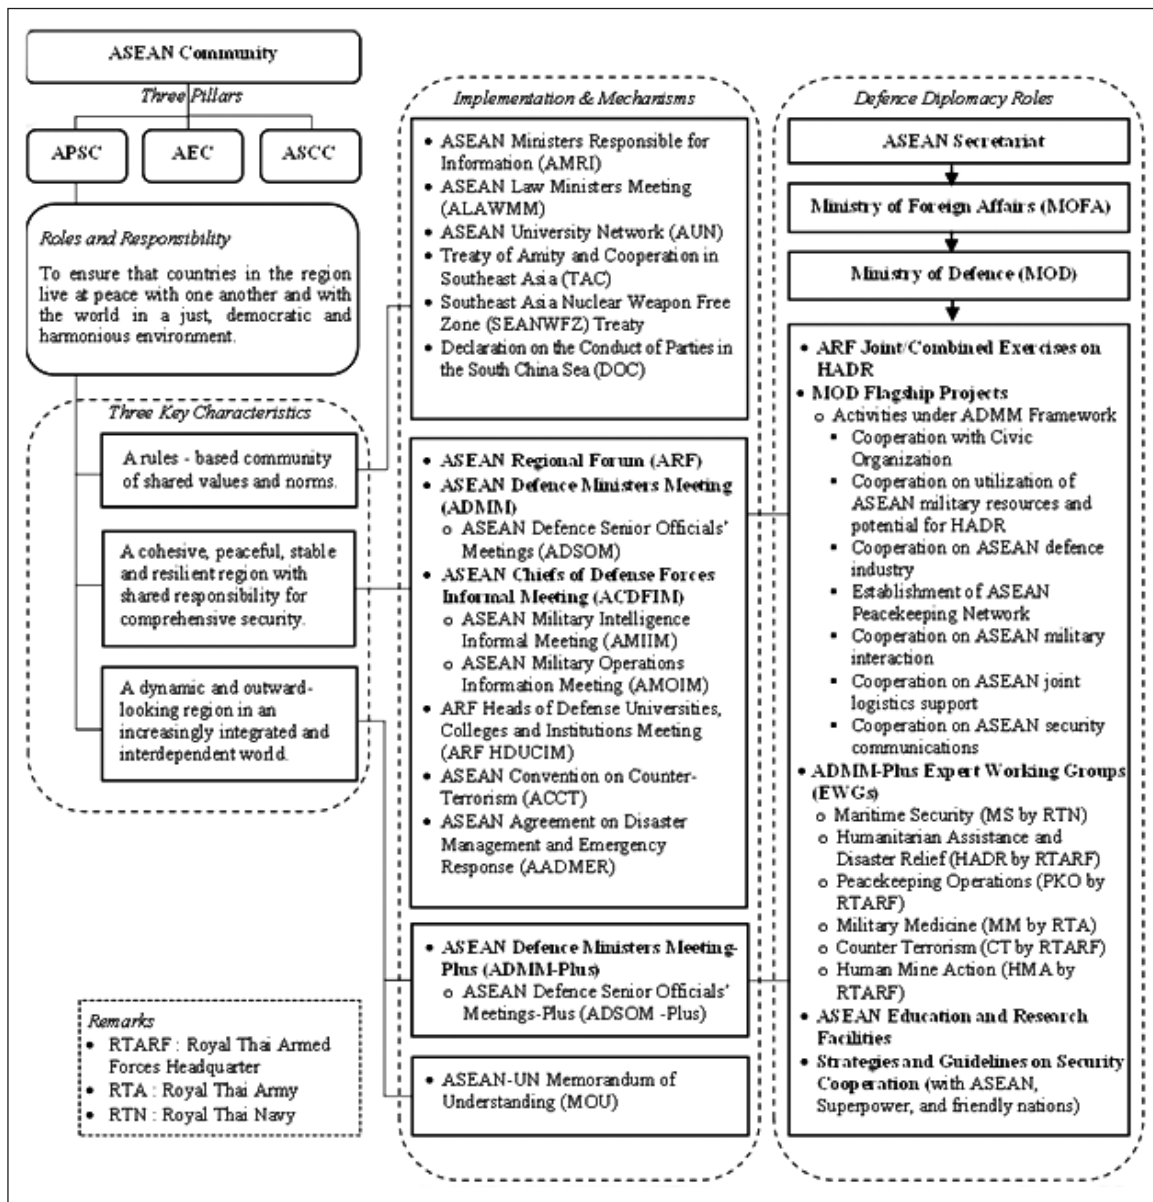 ASEAN Community
Three Pillars
APSC
AEC
ASCC
Roles and Responsibility
To ensure that countries in the region
live at peace with one another and with
the world in a just, democratic and
harmonious environment.
Three Key Characteristics
A rules - based community
of shared values and norms.
A cohesive, peaceful, stable
and resilient region with
shared responsibility for
comprehensive security.
A dynamic and outward-
looking region in an
increasingly integrated and
interdependent world.
Remarks
• RTARF : Royal Thai Armed
Forces Headquarter
• RTA : Royal Thai Army
• RTN : Royal Thai Navy
Implementation & Mechanisms
• ASEAN Ministers Responsible for
Information (AMRI)
• ASEAN Law Ministers Meeting
(ALAWMM)
• ASEAN University Network (AUN)
• Treaty of Amity and Cooperation in
Southeast Asia (TAC)
• Southeast Asia Nuclear Weapon Free
Zone (SEANWFZ) Treaty
• Declaration on the Conduct of Parties in
the South China Sea (DOC)
• ASEAN Regional Forum (ARF)
• ASEAN Defence Ministers Meeting
(ADMM)
o ASEAN Defence Senior Officials'
Meetings (ADSOM)
• ASEAN Chiefs of Defense Forces
Informal Meeting (ACDFIM)
o ASEAN Military Intelligence
Informal Meeting (AMIIM)
o ASEAN Military Operations
Information Meeting (AMOIM)
• ARF Heads of Defense Universities,
Colleges and Institutions Meeting
(ARF HDUCIM)
• ASEAN Convention on Counter-
Terrorism (ACCT)
• ASEAN Agreement on Disaster
Management and Emergency
Response (AADMER)
• ASEAN Defence Ministers Meeting-
Plus (ADMM-Plus)
o ASEAN Defence Senior Officials'
Meetings-Plus (ADSOM -Plus)
• ASEAN-UN Memorandum of
Understanding (MOU)
Defence Diplomacy Roles
ASEAN Secretariat
Ministry of Foreign Affairs (MOFA)
Ministry of Defence (MOD)
• ARF Joint/Combined Exercises on
HADR
• MOD Flagship Projects
o Activities under ADMM Framework
▪ Cooperation with Civic
Organization
▪ Cooperation on utilization of
ASEAN military resources and
potential for HADR
▪ Cooperation on ASEAN defence
industry
▪ Establishment of ASEAN
Peacekeeping Network
▪ Cooperation on ASEAN military
interaction
▪ Cooperation on ASEAN joint
logistics support
▪ Cooperation on ASEAN security
communications
• ADMM-Plus Expert Working Groups
(EWGs)
o Maritime Security (MS by RTN)
o Humanitarian Assistance and
Disaster Relief (HADR by RTARF)
o Peacekeeping Operations (PKO by
RTARF)
o Military Medicine (MM by RTA)
o Counter Terrorism (CT by RTARF)
o Human Mine Action (HMA by
RTARF)
• ASEAN Education and Research
Facilities
• Strategies and Guidelines on Security
Cooperation (with ASEAN,
Superpower, and friendly nations)